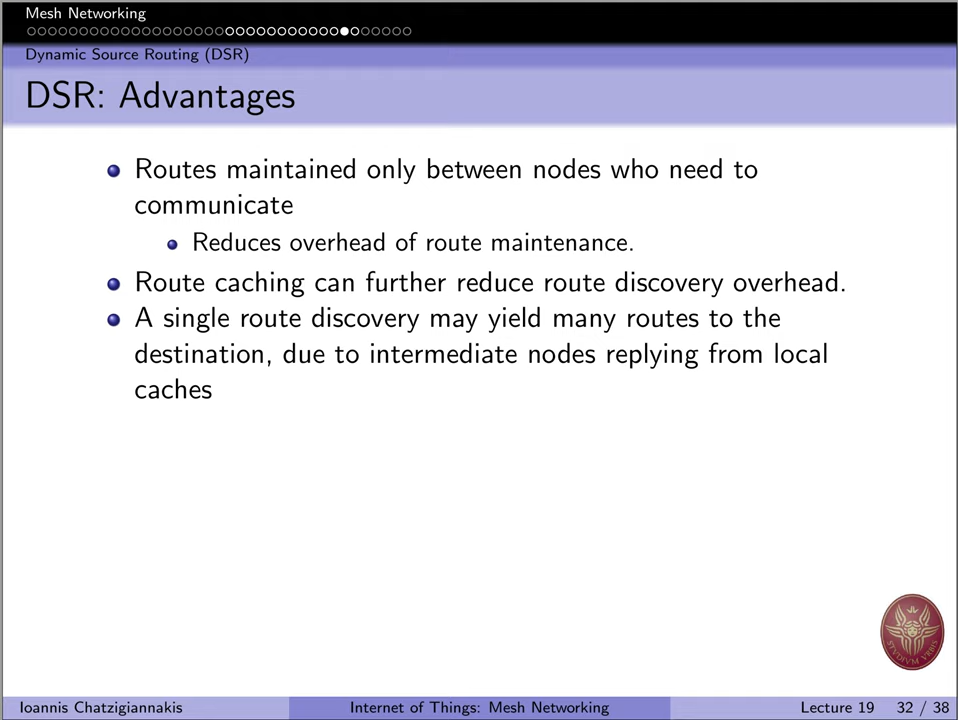 Mesh Networking
Dynamic Source Routing (DSR)
DSR: Advantages
Routes maintained only between nodes who need to
communicate
Reduces overhead of route maintenance.
Route caching can further reduce route discovery overhead.
A single route discovery may yield many routes to the
destination, due to intermediate nodes replying from local
caches
STVDIVM VRBIS
Ioannis Chatzigiannakis Internet of Things: Mesh Networking Lecture 19 32 / 38